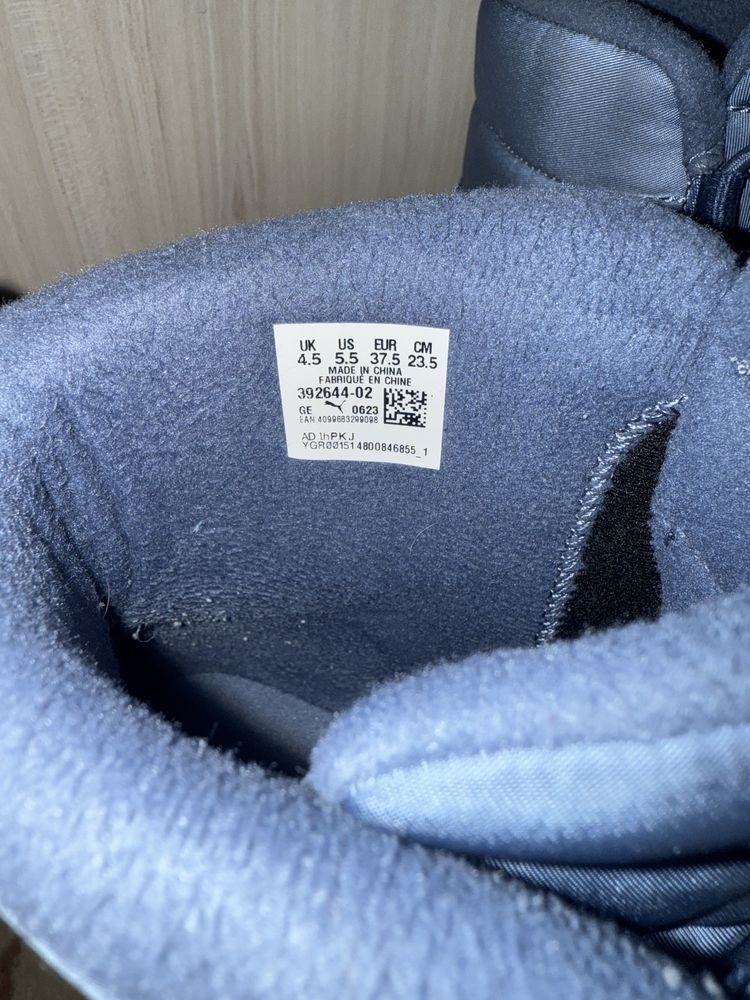 UK US EUR CM
4.5 5.5 37.5 23.5
MADE IN CHINA
FABRIQUÉ EN CHINE
392644-02
GE 0623
EAN:4099683299098
AD 1hPKJ
YGR001514800846855_1